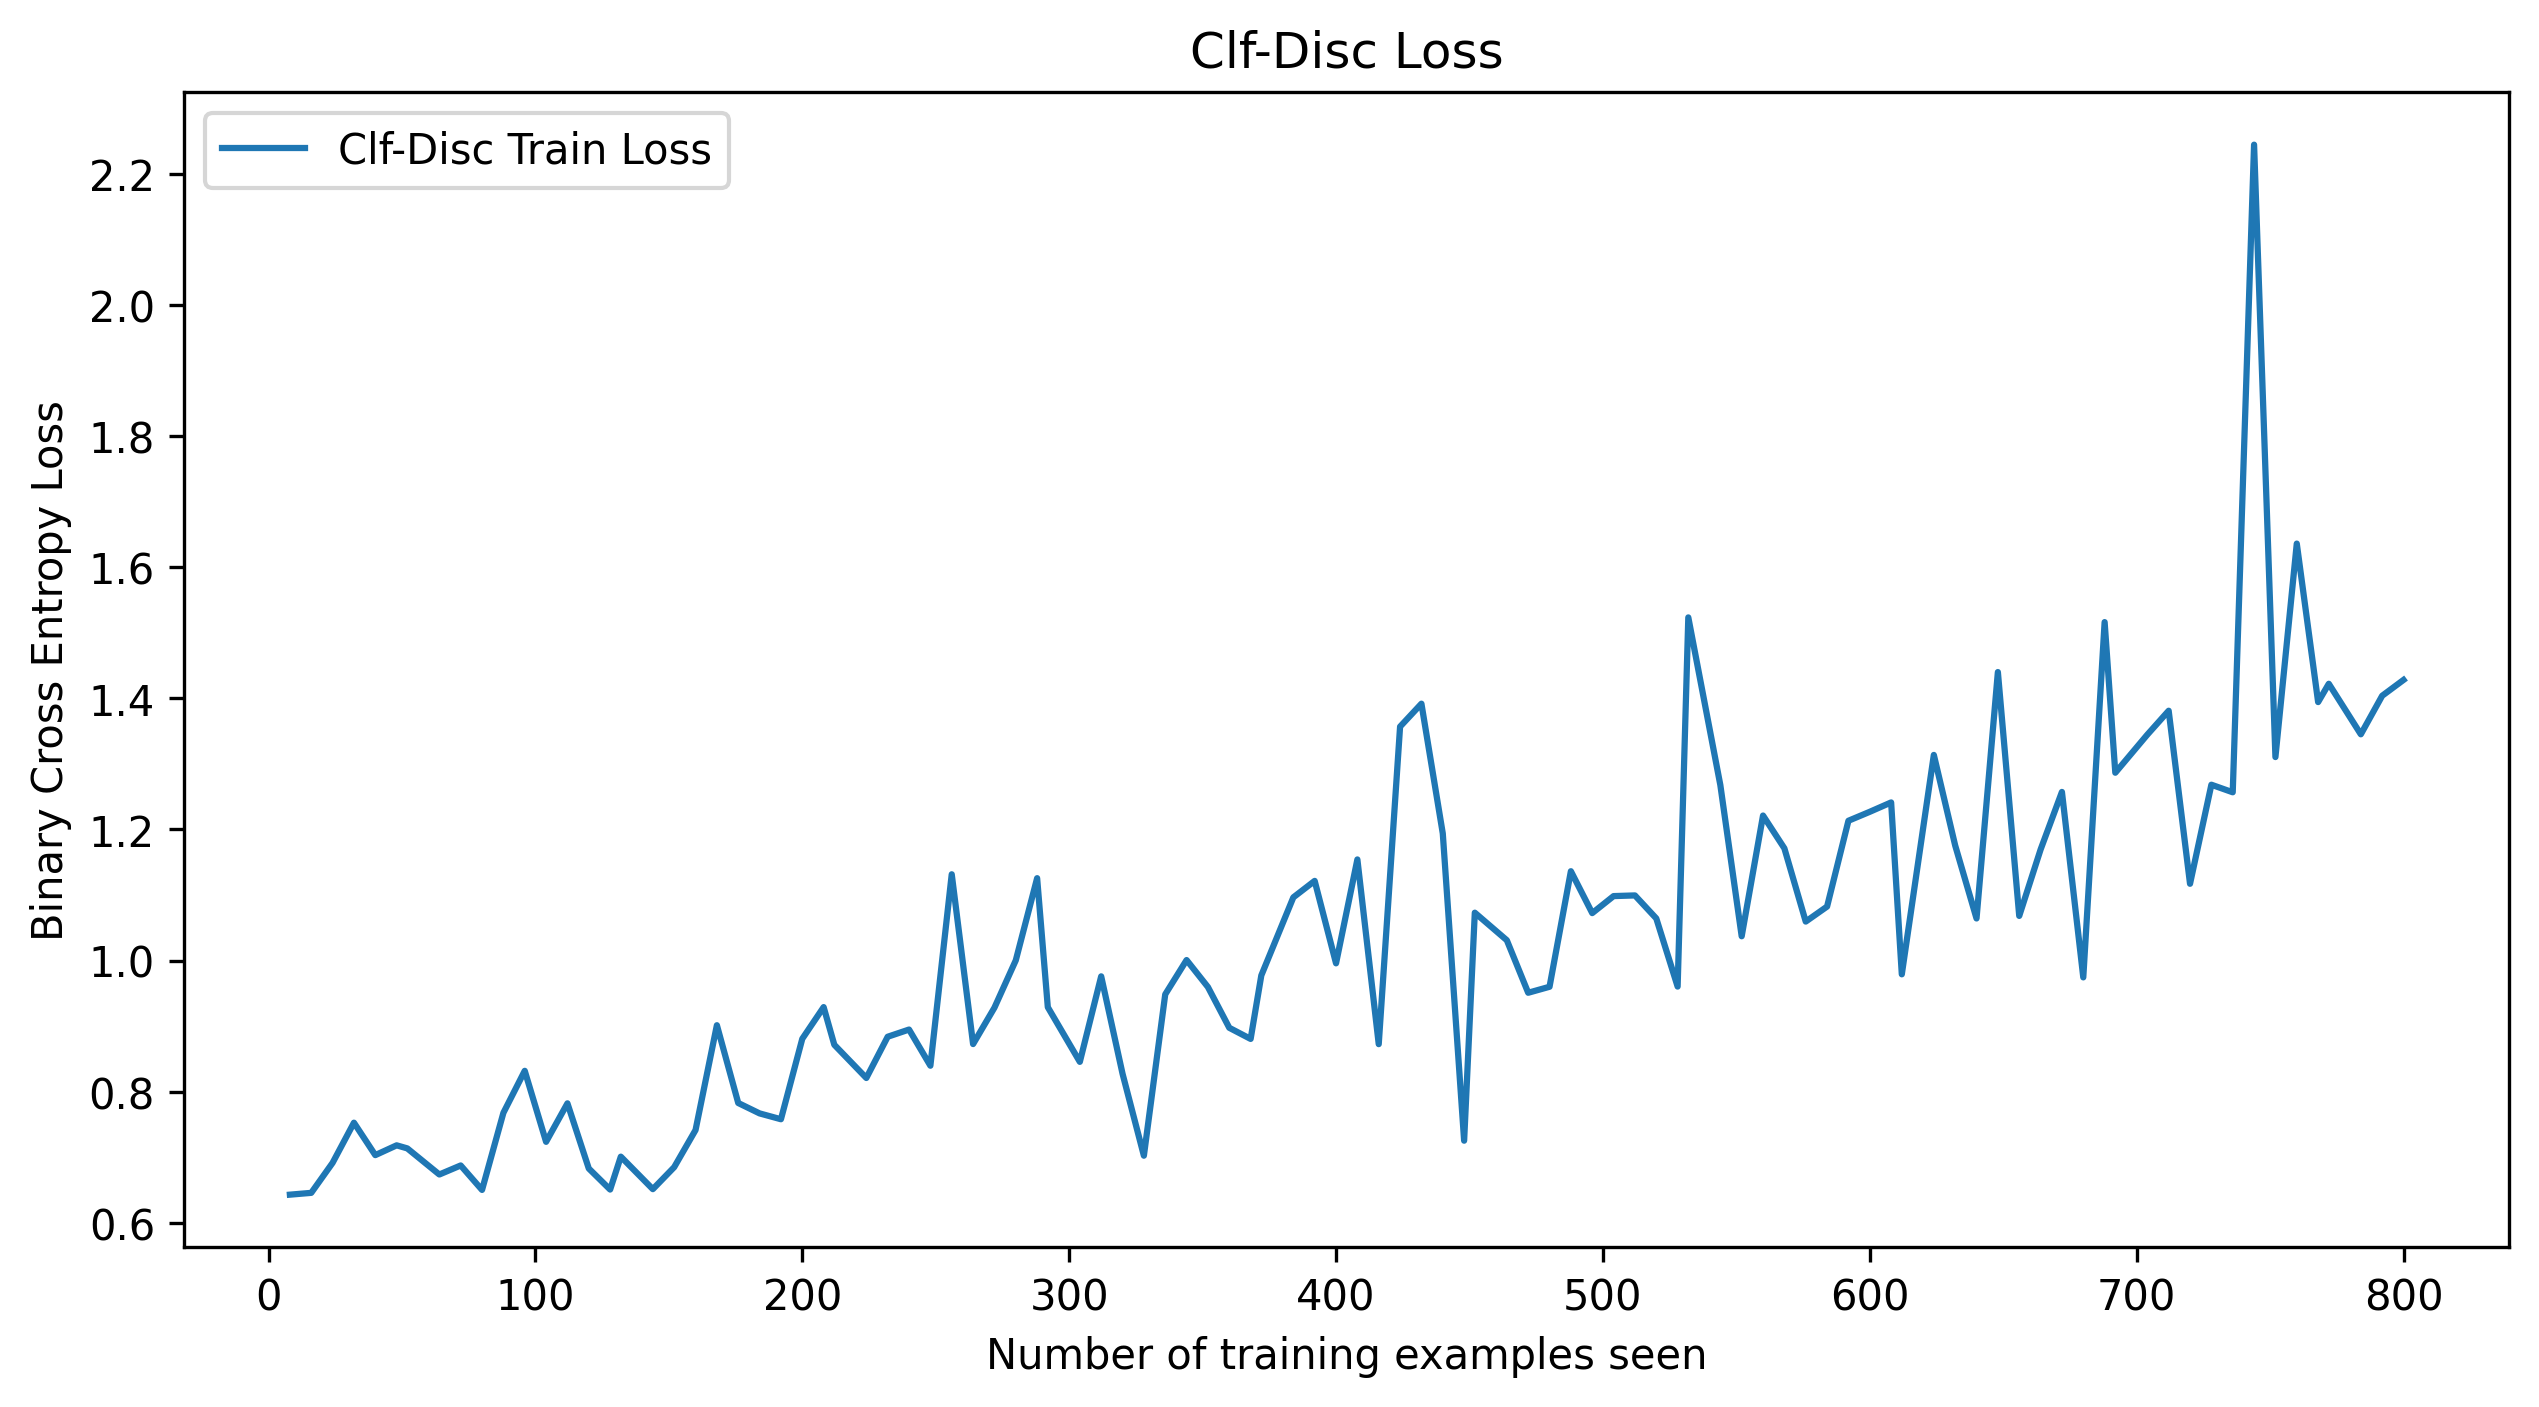 Clf-Disc Loss
Clf-Disc Train Loss
Binary Cross Entropy Loss
2.2
2.0
1.8
1.6
1.4
1.2
1.0
0.8
0.6
0 100 200 300 400 500 600 700 800
Number of training examples seen